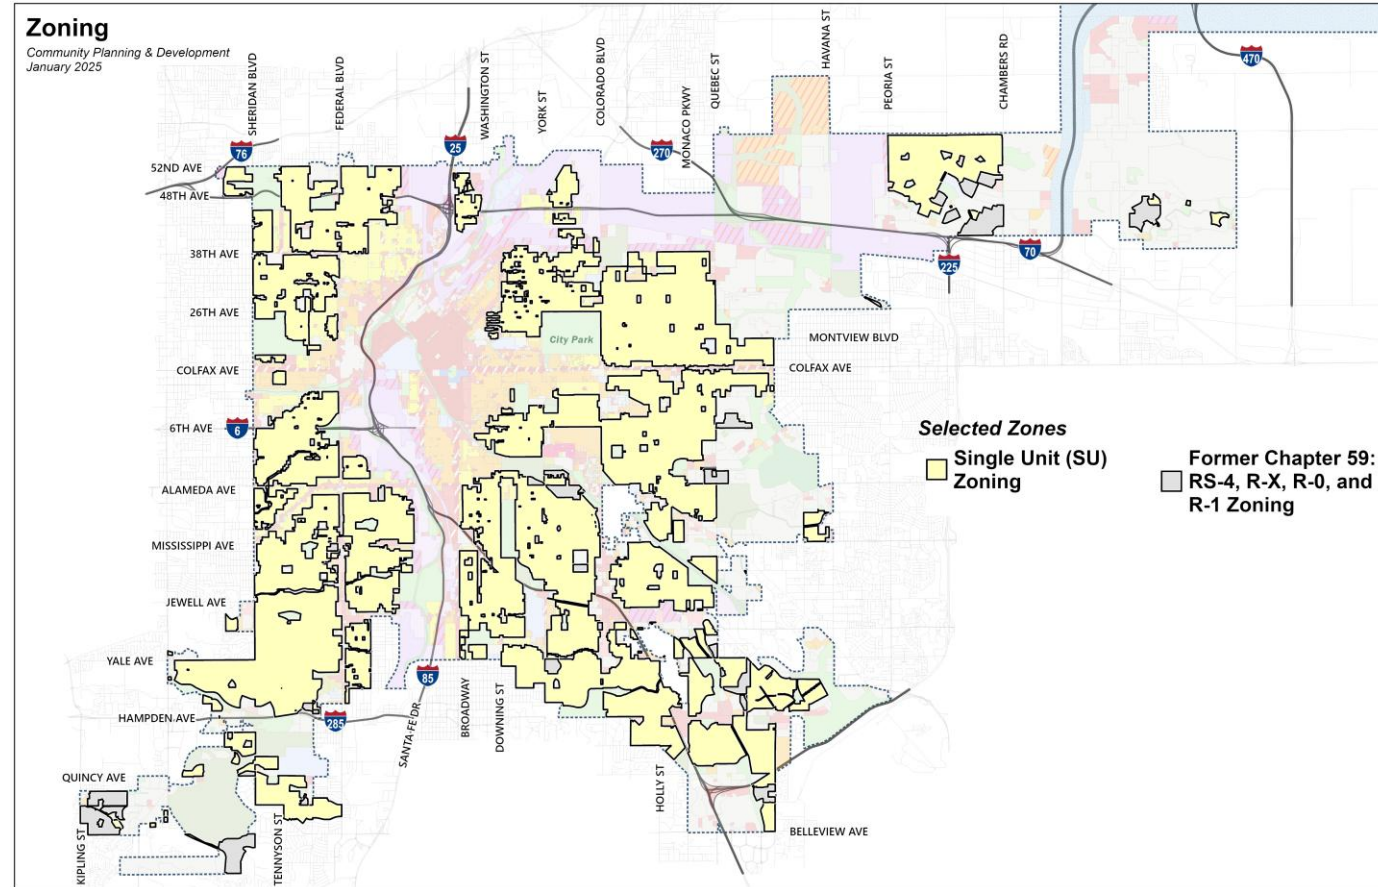 Zoning
Community Planning & Development
January 2025
SHERIDAN BLVD
FEDERAL BLVD
WASHINGTON ST
YORK ST
COLORADO BLVD
MONACO PKWY
QUEBEC ST
HAVANA ST
PEORIA ST
CHAMBERS RD
470
76
25
270
52ND AVE
48TH AVE
38TH AVE
225
70
26TH AVE
City Park
MONTVIEW BLVD
COLFAX AVE
COLFAX AVE
6TH AVE
6
Selected Zones
Single Unit (SU)
Zoning
Former Chapter 59:
RS-4, R-X, R-0, and
R-1 Zoning
ALAMEDA AVE
MISSISSIPPI AVE
JEWELL AVE
YALE AVE
85
HAMPDEN AVE
285
SANTA FE DR
BROADWAY
DOWNING ST
QUINCY AVE
HOLLY ST
KIPLING ST
TENNYSON ST
BELLEVIEW AVE